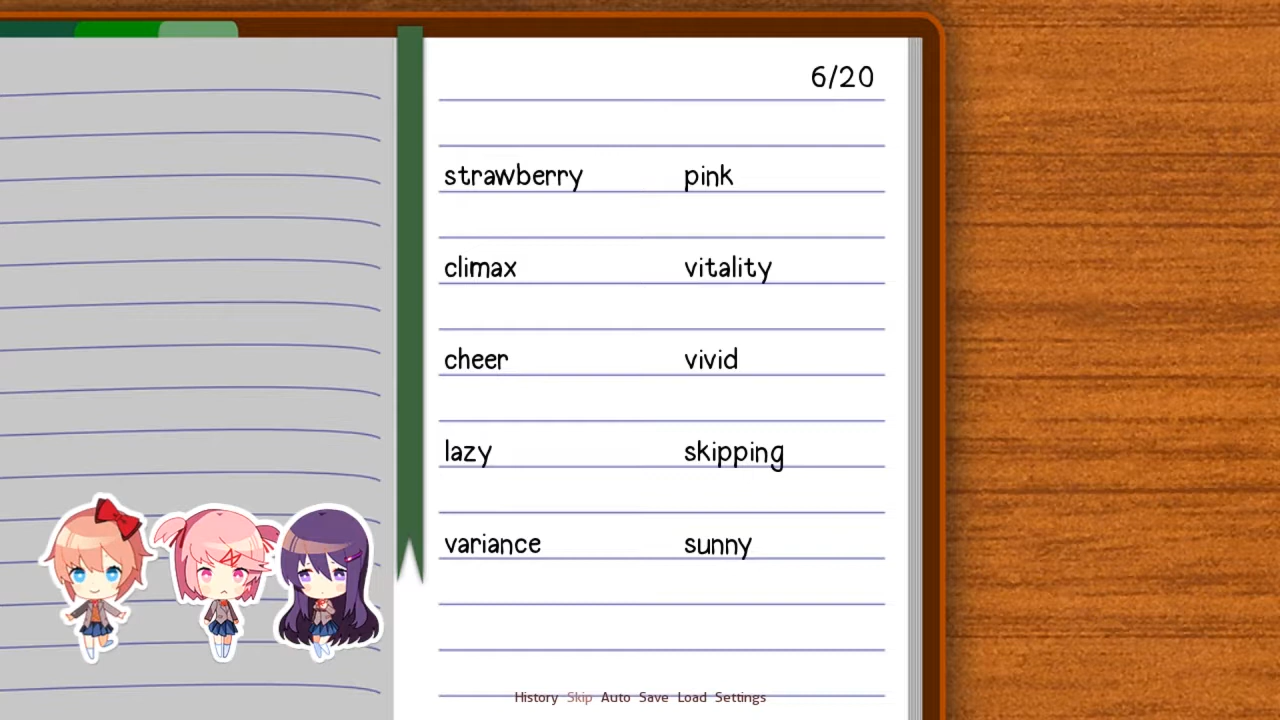 6/20
strawberry pink
climax vitality
cheer vivid
lazy skipping
variance sunny
History Skip Auto Save Load Settings